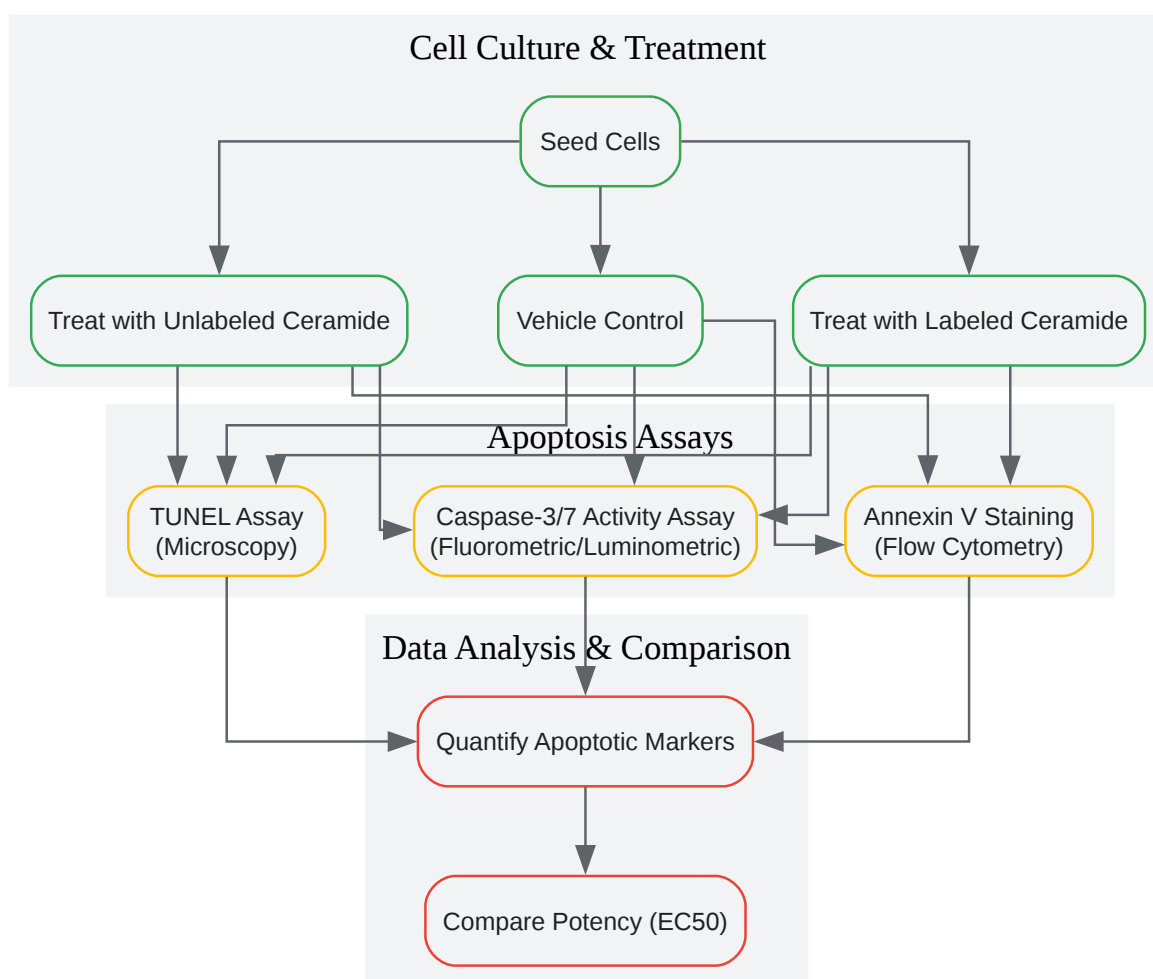 Cell Culture & Treatment
Seed Cells
Treat with Unlabeled Ceramide
Vehicle Control
Treat with Labeled Ceramide
Apoptosis Assays
TUNEL Assay
(Microscopy)
Caspase-3/7 Activity Assay
(Fluorometric/Luminometric)
Annexin V Staining
(Flow Cytometry)
Data Analysis & Comparison
Quantify Apoptotic Markers
Compare Potency (EC50)